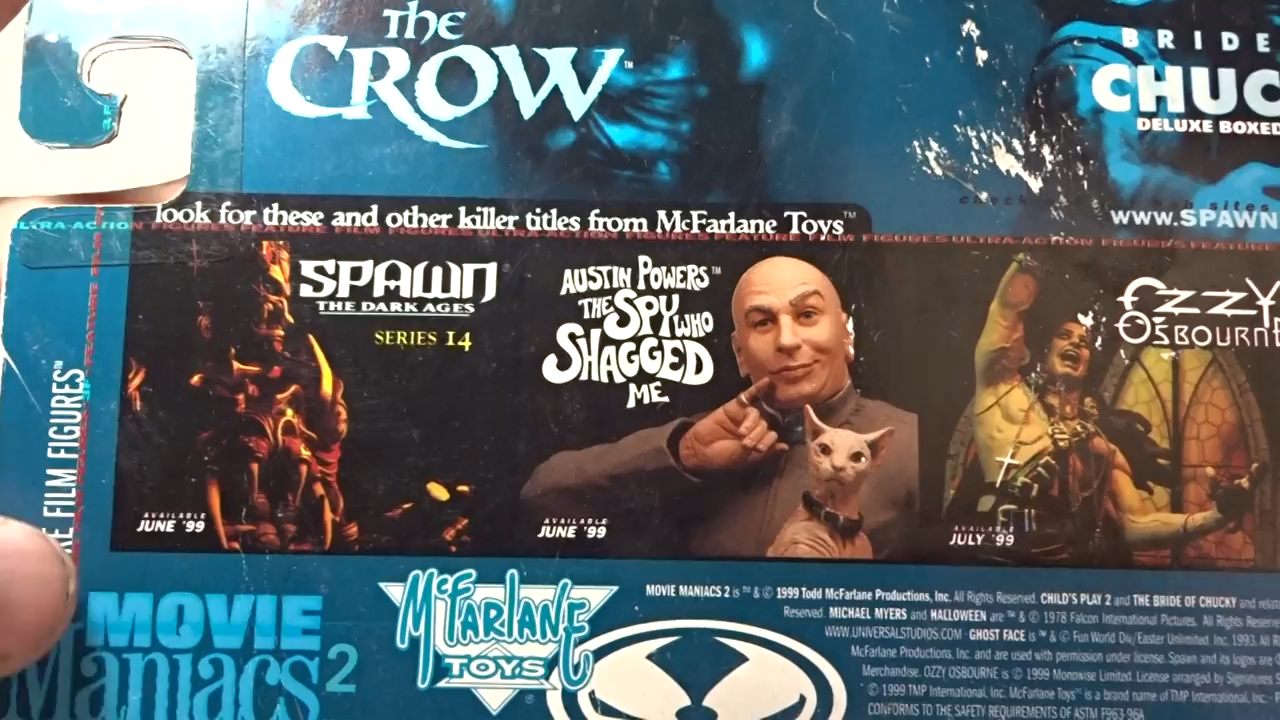 THE
CROW™
BRIDE
CHUC
DELUXE BOXED
WWW.SPAWN
look for these and other killer titles from McFarlane Toys™
ULTRA-ACTION FIGURES FEATURE FILM FIGURES ULTRA-ACTION FIGURES FEATURE FILM FIGURES ULTRA-ACTION FIGURES FEATUR
SPAWN®
THE DARK AGES
SERIES 14
AVAILABLE
JUNE '99
AUSTIN POWERS™
THE SPY WHO
SHAGGED
ME
AVAILABLE
JUNE '99
OZZY
OSBOURNE
AVAILABLE
JULY '99
FILM FIGURES™
MOVIE
Maniacs 2
McFARLANE
TOYS®
MOVIE MANIACS 2 is ™ & © 1999 Todd McFarlane Productions, Inc. All Rights Reserved. CHILD'S PLAY 2 and THE BRIDE OF CHUCKY and
Reserved. MICHAEL MYERS and HALLOWEEN are ™ & © 1978 Falcon International Pictures. All Rights
WWW.UNIVERSALSTUDIOS.COM · GHOST FACE is ™ & © Fun World Div/Easter Unlimited, Inc. 1993. All
McFarlane Productions, Inc. and are used with permission under license. Spawn and its logos are
Merchandise. OZZY OSBOURNE is © 1999 Monowise Limited. License arranged by Signatures
© 1999 TMP International, Inc. McFarlane Toys™ is a brand name of TMP International, Inc.
CONFORMS TO THE SAFETY REQUIREMENTS OF ASTM F963-96A